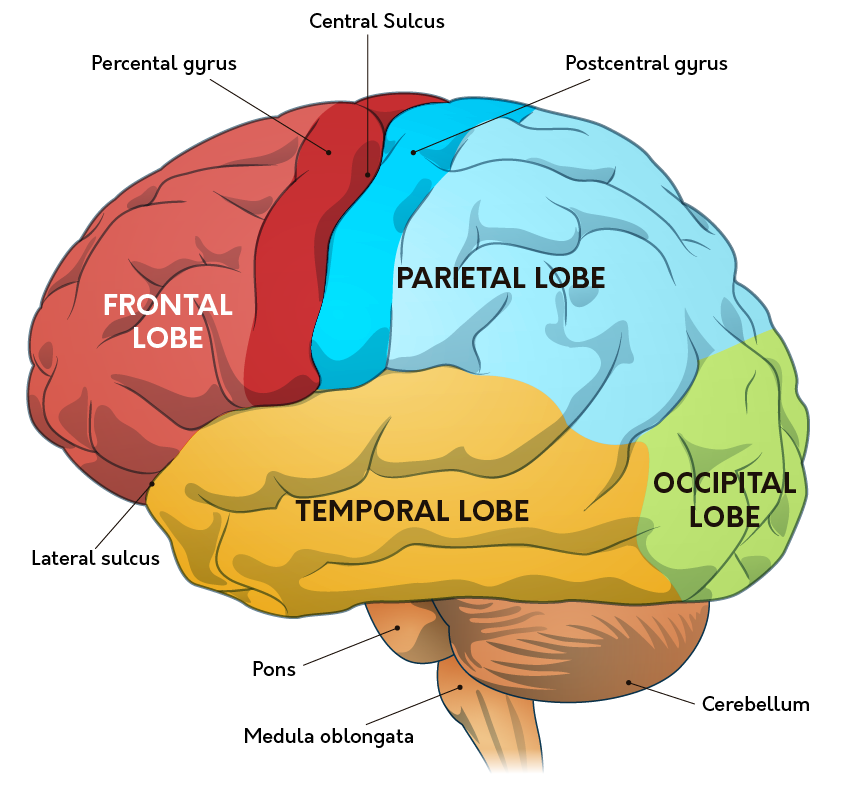 Central Sulcus
Percental gyrus
Postcentral gyrus
PARIETAL LOBE
FRONTAL
LOBE
OCCIPITAL
LOBE
TEMPORAL LOBE
Lateral sulcus
Pons
Cerebellum
Medula oblongata